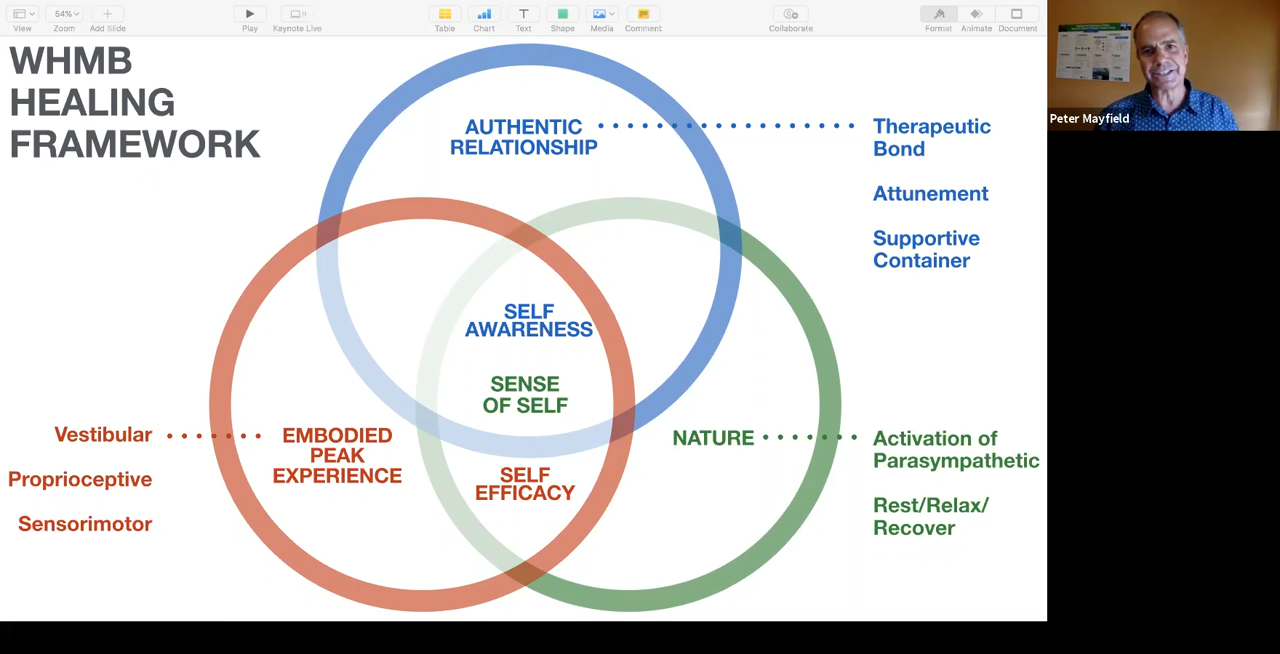 View
54%
Zoom
Add Slide
Play
Keynote Live
Table
Chart
Text
Shape
Media
Comment
Collaborate
Format
Animate
Document
WHMB
HEALING
FRAMEWORK
AUTHENTIC
RELATIONSHIP
Therapeutic
Bond
Attunement
Supportive
Container
SELF
AWARENESS
SENSE
OF SELF
SELF
EFFICACY
Vestibular
Proprioceptive
Sensorimotor
EMBODIED
PEAK
EXPERIENCE
NATURE
Activation of
Parasympathetic
Rest/Relax/
Recover
Peter Mayfield